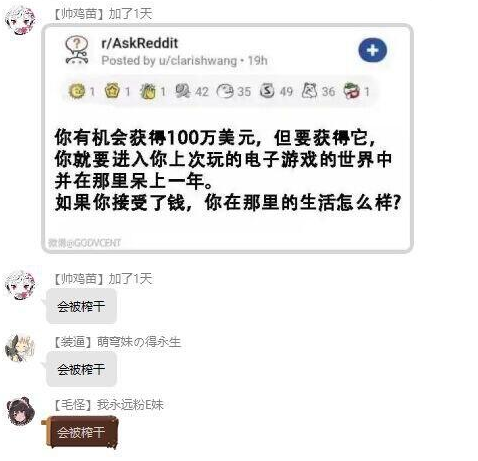 【帅鸡苗】加了1天
r/AskReddit
Posted by u/clarishwang · 19h
1 1 1 42 35 49 36 1
你有机会获得100万美元，但要获得它，
你就要进入你上次玩的电子游戏的世界中
并在那里呆上一年。
如果你接受了钱，你在那里的生活怎么样?
微博@GODVCENT
【帅鸡苗】加了1天
会被榨干
【装逼】萌穹妹の得永生
会被榨干
【毛怪】我永远粉E妹
会被榨干